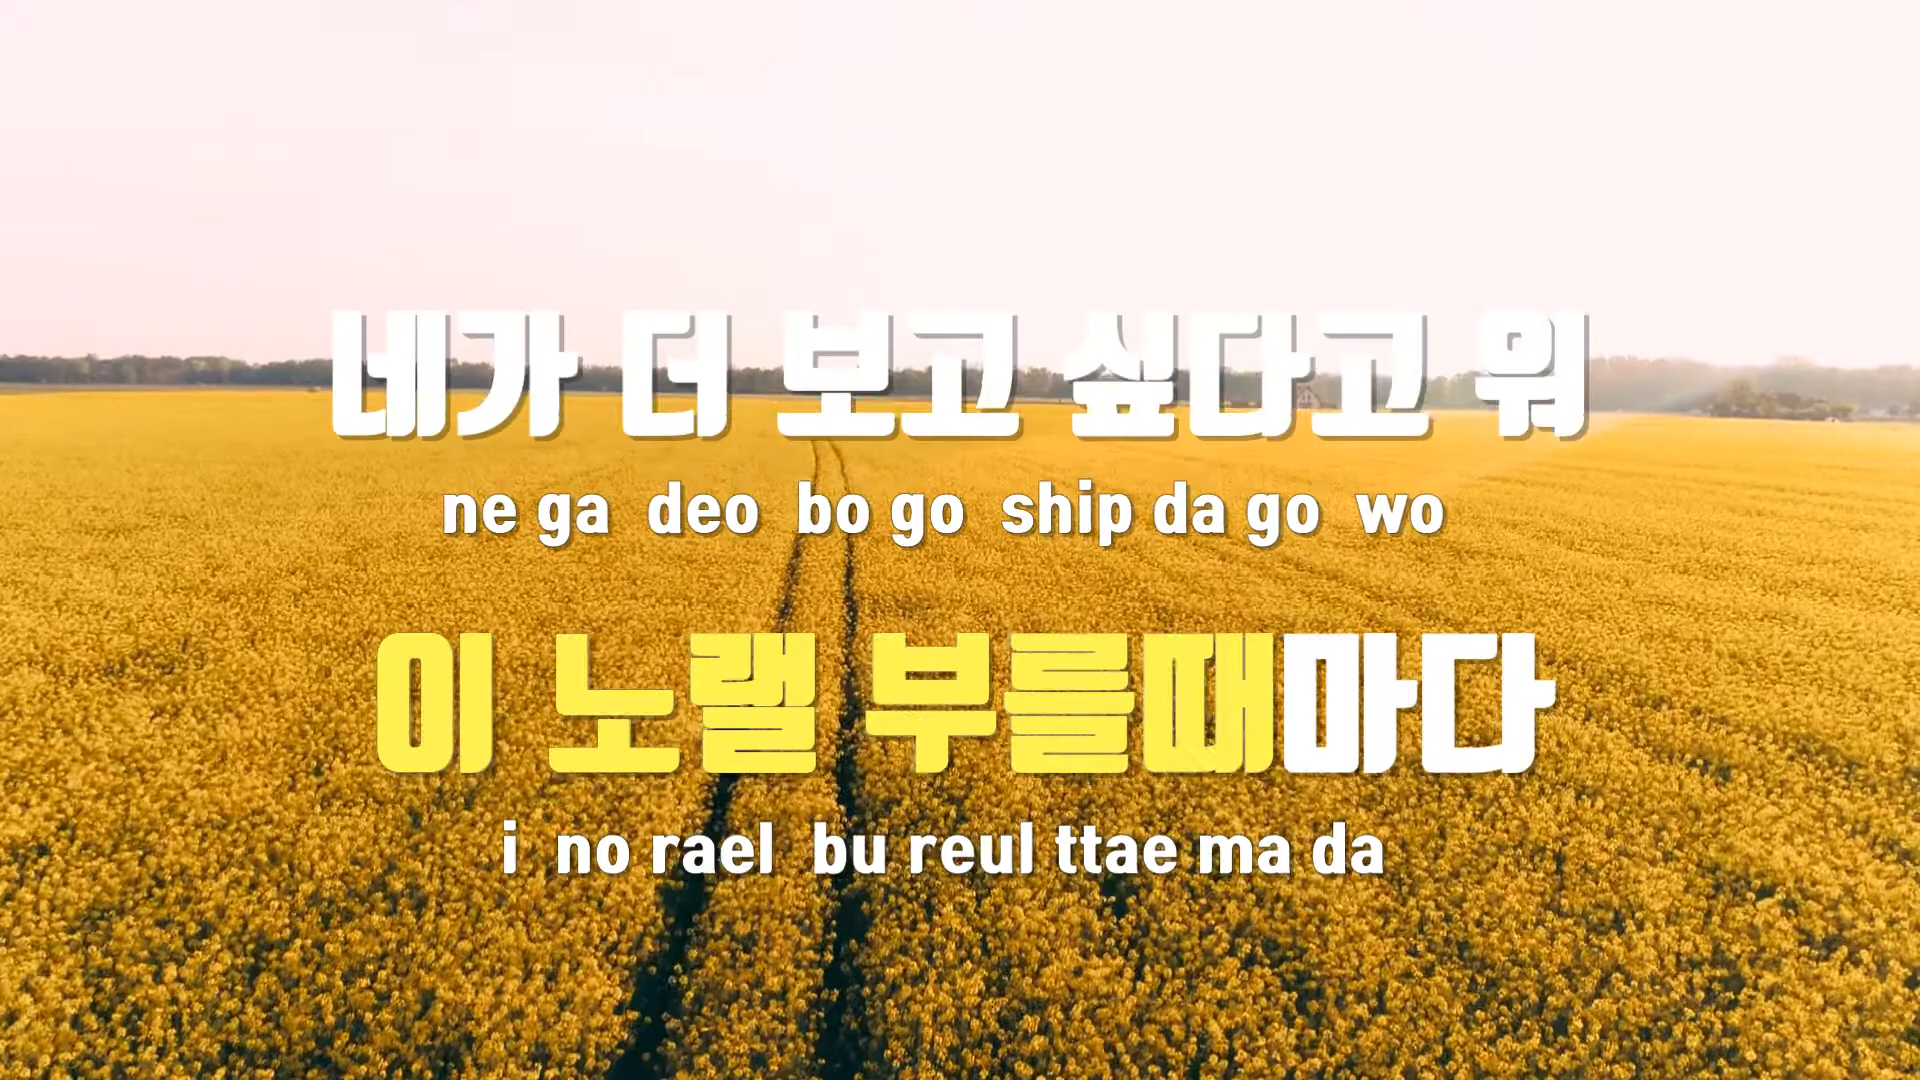 네가 더 보고 싶다고 워
ne ga deo bo go ship da go wo
이 노랠 부를때마다
i no rael bu reul ttae ma da